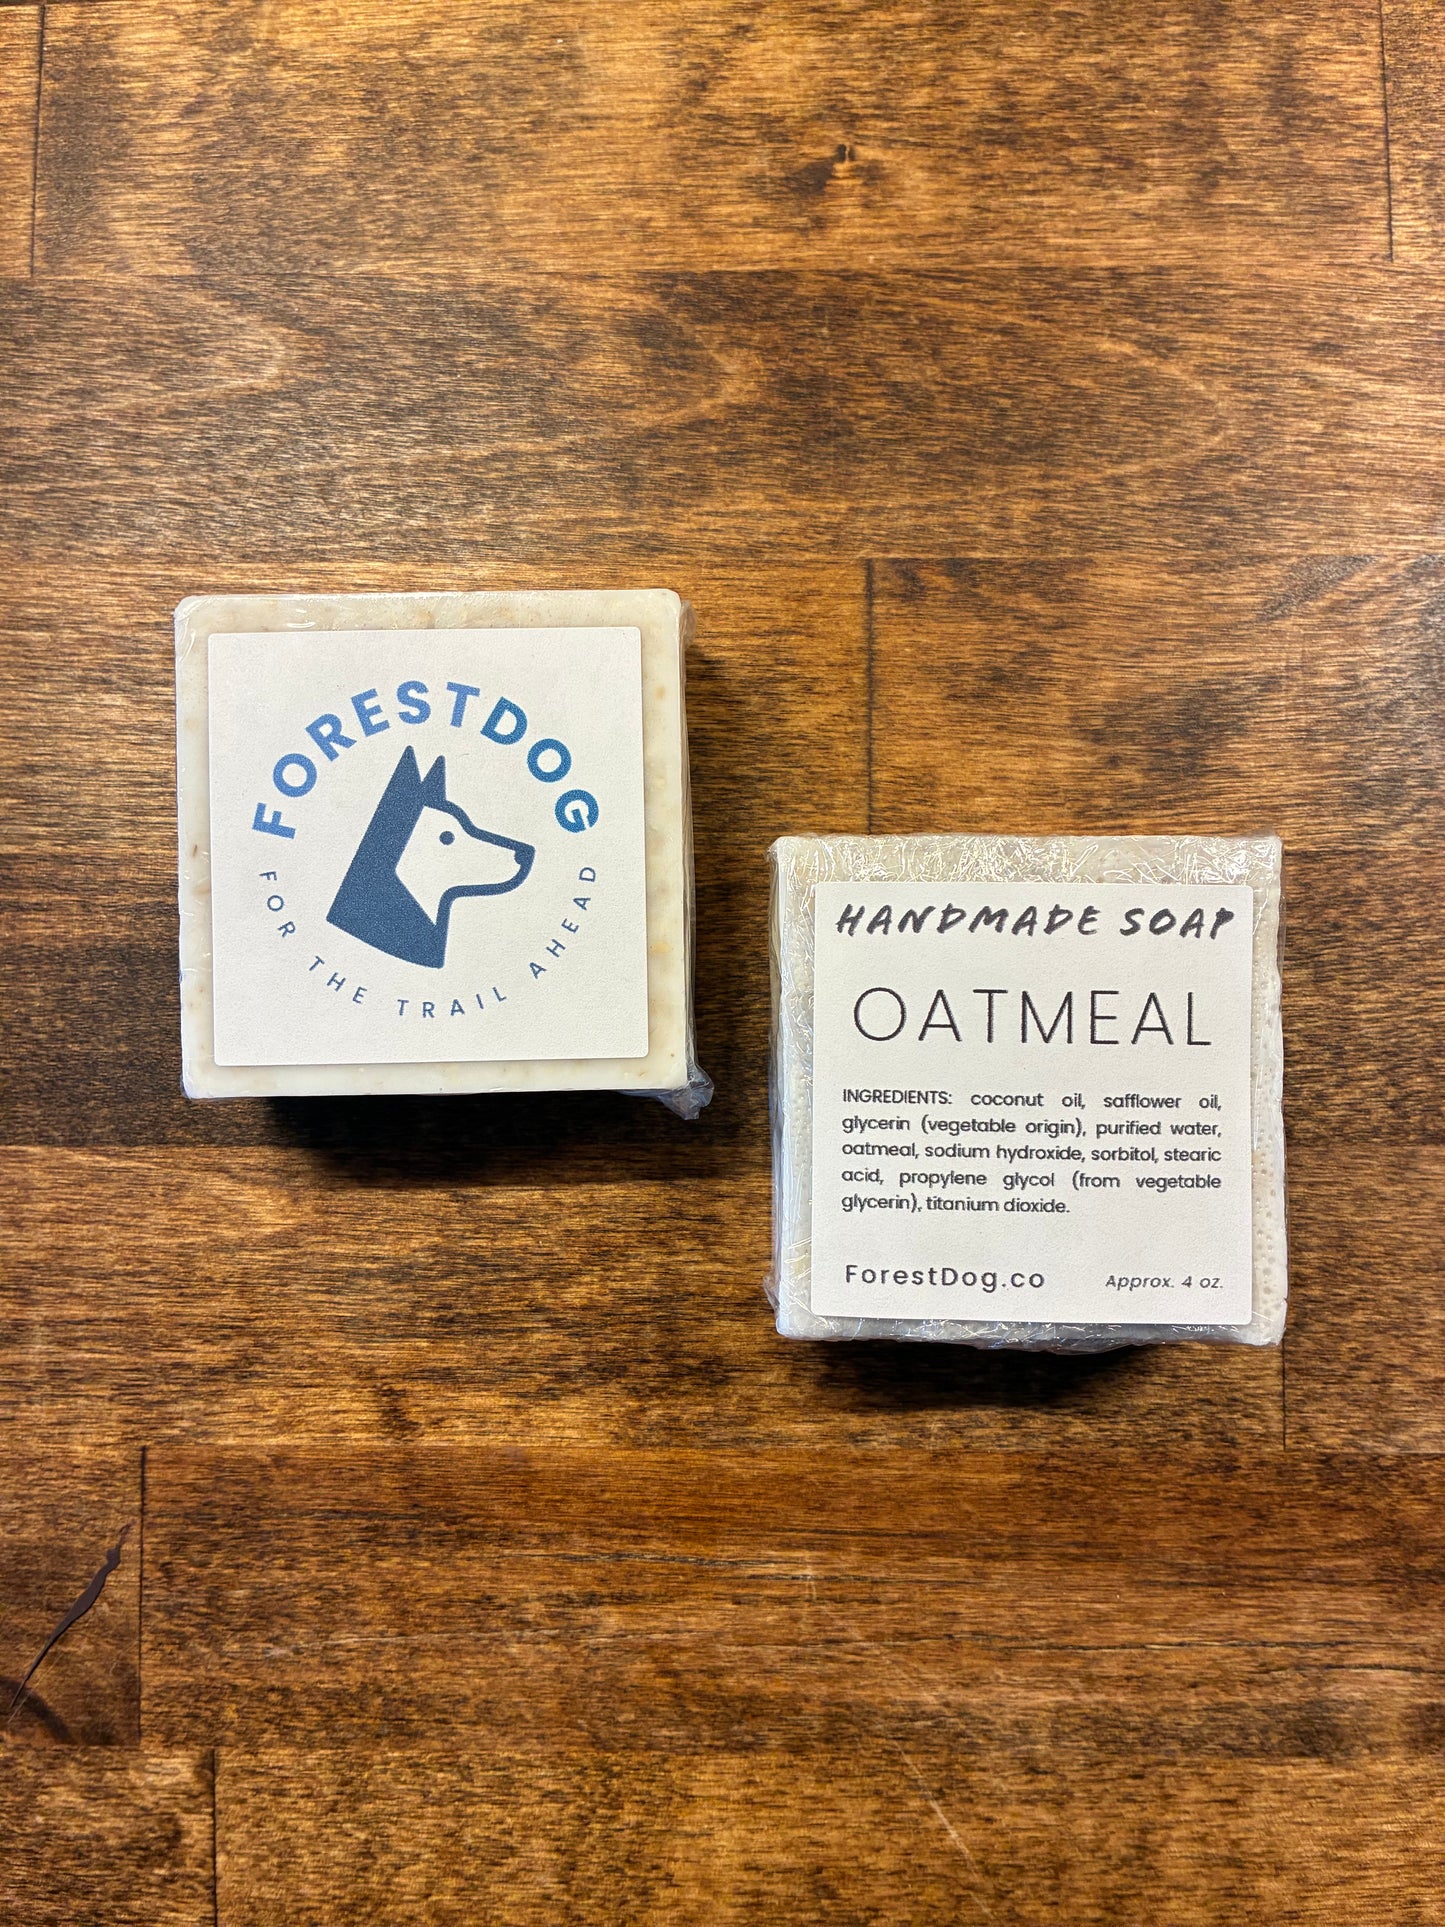 FORESTDOG
FOR THE TRAIL AHEAD
HANDMADE SOAP
OATMEAL
INGREDIENTS: coconut oil, safflower oil,
glycerin (vegetable origin), purified water,
oatmeal, sodium hydroxide, sorbitol, stearic
acid, propylene glycol (from vegetable
glycerin), titanium dioxide.
ForestDog.co Approx. 4 oz.